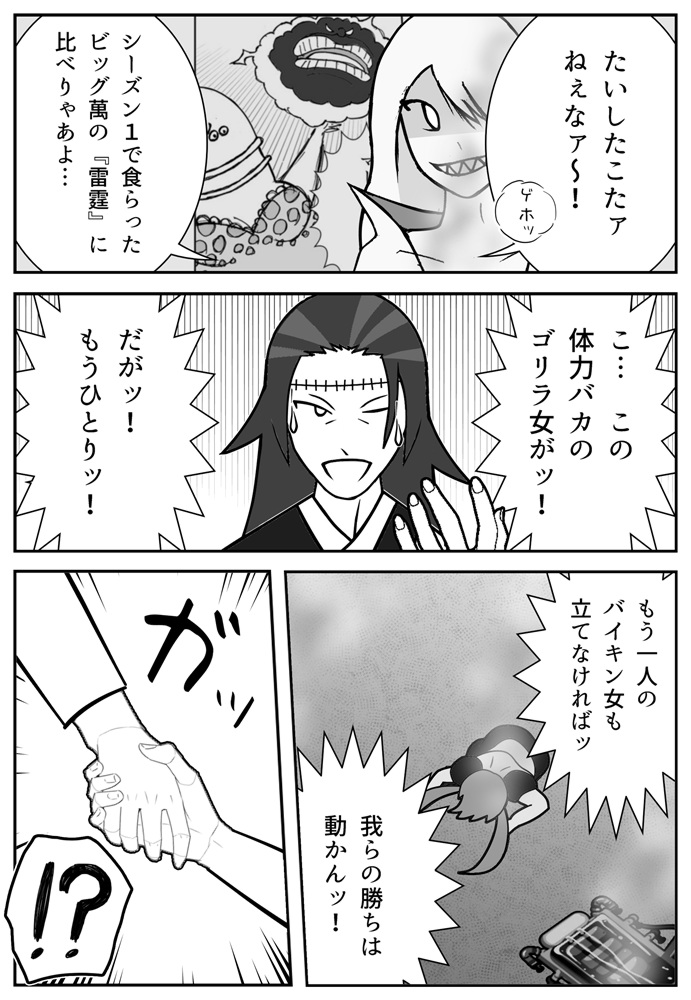 たいしたこたァ
ねえなァ〜！
ゲホッ
シーズン１で食らった
ビッグ萬の『雷霆』に
比べりゃあよ…
こ…　この
体力バカの
ゴリラ女がッ！
だがッ！
もうひとりッ！
もう一人の
バイキン女も
立てなければッ
我らの勝ちは
動かんッ！
ガッ
!?